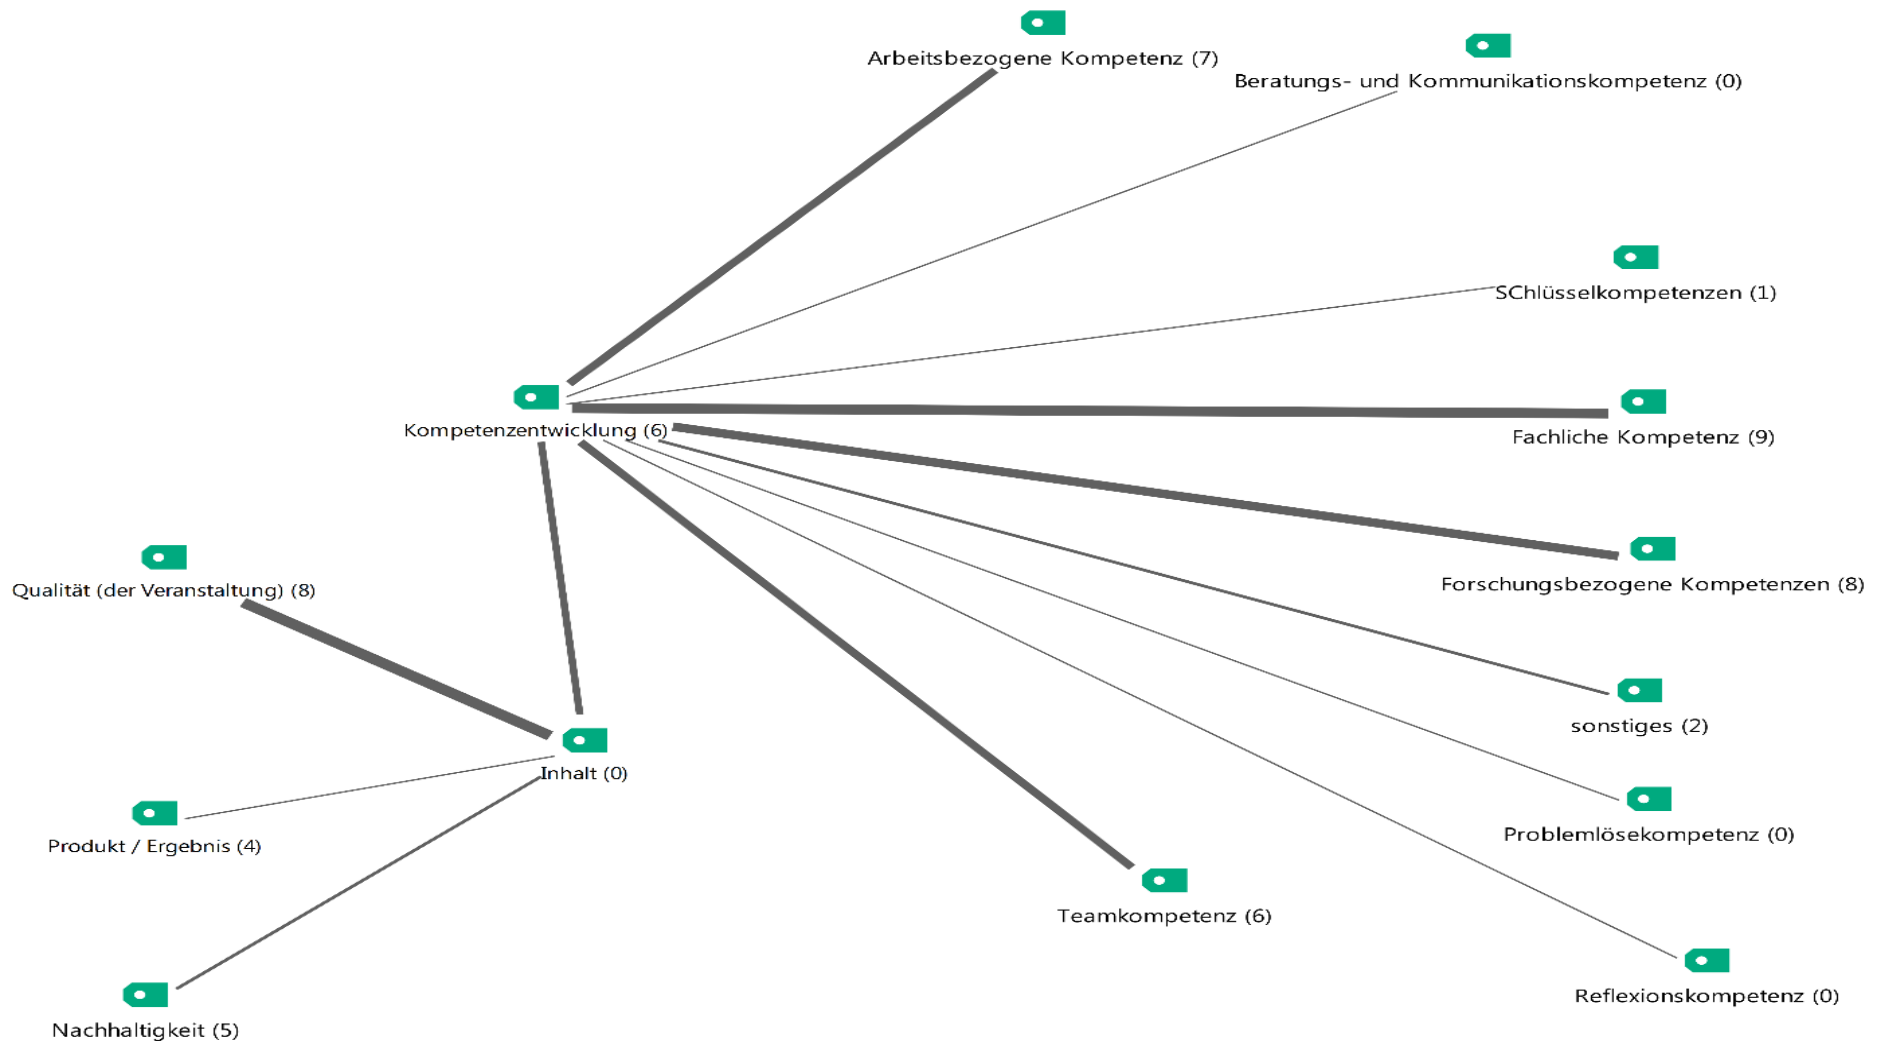 Arbeitsbezogene Kompetenz (7)
Beratungs- und Kommunikationskompetenz (0)
SChlüsselkompetenzen (1)
Kompetenzentwicklung (6)
Fachliche Kompetenz (9)
Forschungsbezogene Kompetenzen (8)
Qualität (der Veranstaltung) (8)
sonstiges (2)
Inhalt (0)
Problemlösekompetenz (0)
Produkt / Ergebnis (4)
Teamkompetenz (6)
Reflexionskompetenz (0)
Nachhaltigkeit (5)